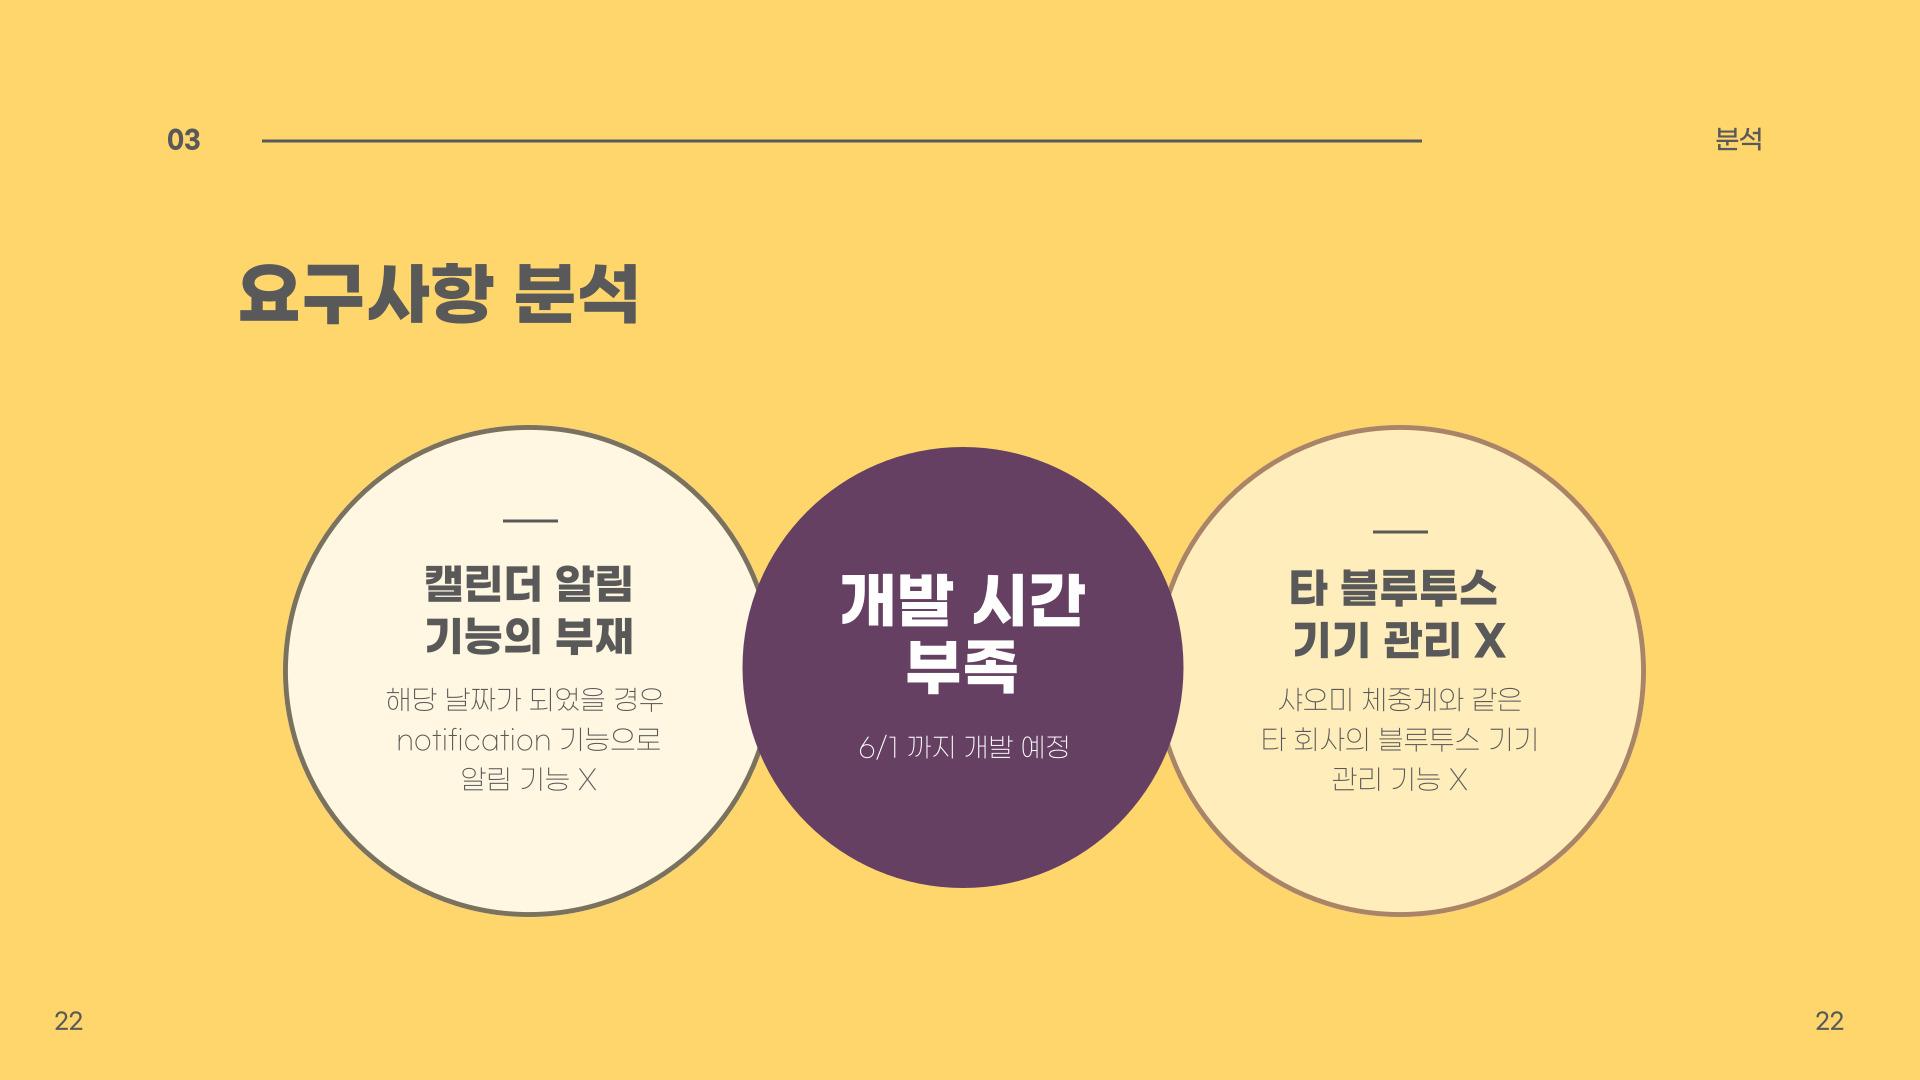 03
분석
요구사항 분석
캘린더 알림
기능의 부재
해당 날짜가 되었을 경우
notification 기능으로
알림 기능 X
개발 시간
부족
6/1 까지 개발 예정
타 블루투스
기기 관리 X
샤오미 체중계와 같은
타 회사의 블루투스 기기
관리 기능 X
22
22